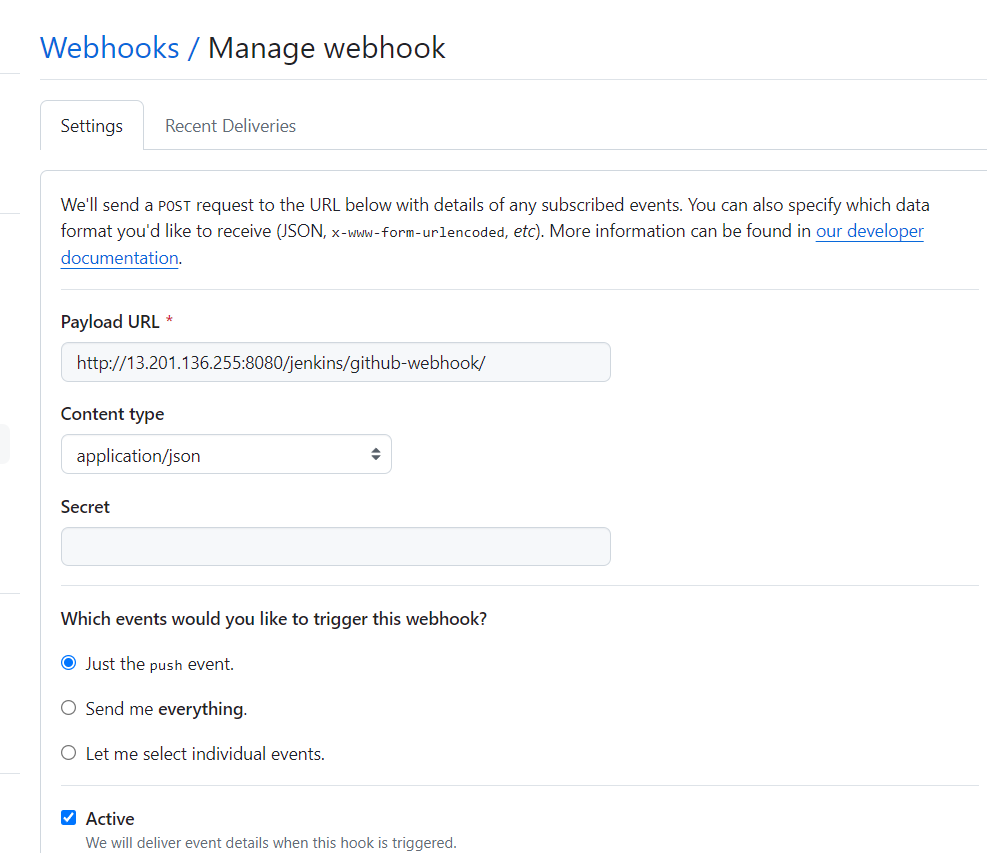 Webhooks / Manage webhook
Settings
Recent Deliveries
We'll send a POST request to the URL below with details of any subscribed events. You can also specify which data
format you'd like to receive (JSON, x-www-form-urlencoded, etc). More information can be found in our developer
documentation.
Payload URL *
http://13.201.136.255:8080/jenkins/github-webhook/
Content type
application/json
Secret
Which events would you like to trigger this webhook?
Just the push event.
Send me everything.
Let me select individual events.
Active
We will deliver event details when this hook is triggered.